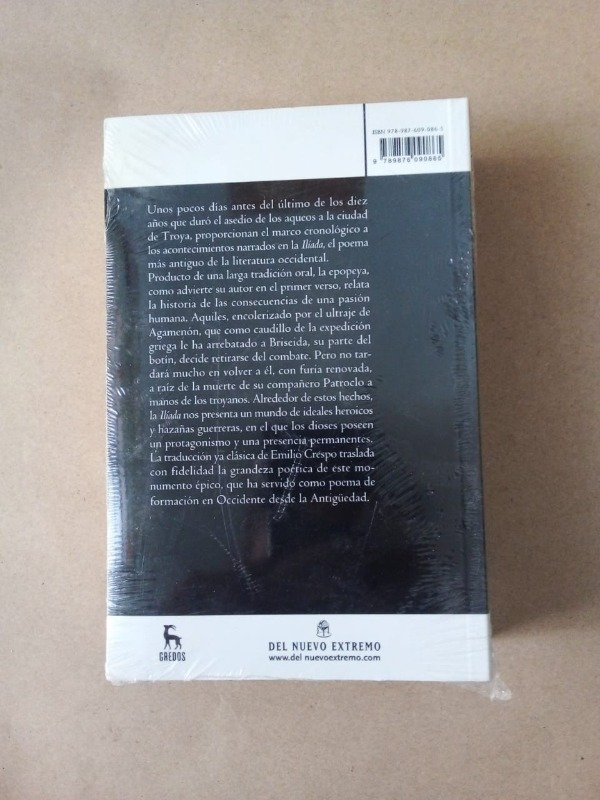 ISBN 978-987-609-086-5
9 789876 090865
Unos pocos días antes del último de los diez
años que duró el asedio de los aqueos a la ciudad
de Troya, proporcionan el marco cronológico a
los acontecimientos narrados en la Ilíada, el poema
más antiguo de la literatura occidental.
Producto de una larga tradición oral, la epopeya,
como advierte su autor en el primer verso, relata
la historia de las consecuencias de una pasión
humana. Aquiles, encolerizado por el ultraje de
Agamenón, que como caudillo de la expedición
griega le ha arrebatado a Briseida, su parte del
botín, decide retirarse del combate. Pero no tar-
dará mucho en volver a él, con furia renovada,
a raíz de la muerte de su compañero Patroclo a
manos de los troyanos. Alrededor de estos hechos,
la Ilíada nos presenta un mundo de ideales heroicos
y hazañas guerreras, en el que los dioses poseen
un protagonismo y una presencia permanentes.
La traducción ya clásica de Emilio Crespo traslada
con fidelidad la grandeza poética de este mo-
numento épico, que ha servido como poema de
formación en Occidente desde la Antigüedad.
GREDOS
DEL NUEVO EXTREMO
www.del nuevoextremo.com